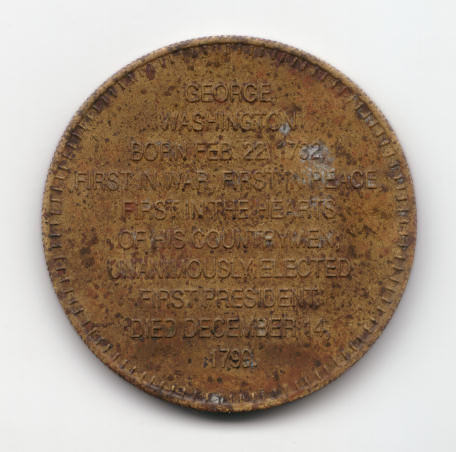 GEORGE
WASHINGTON
BORN FEB. 22, 1732
FIRST IN WAR, FIRST IN PEACE
FIRST IN THE HEARTS
OF HIS COUNTRYMEN,
UNANIMOUSLY ELECTED
FIRST PRESIDENT
DIED DECEMBER 14
1799